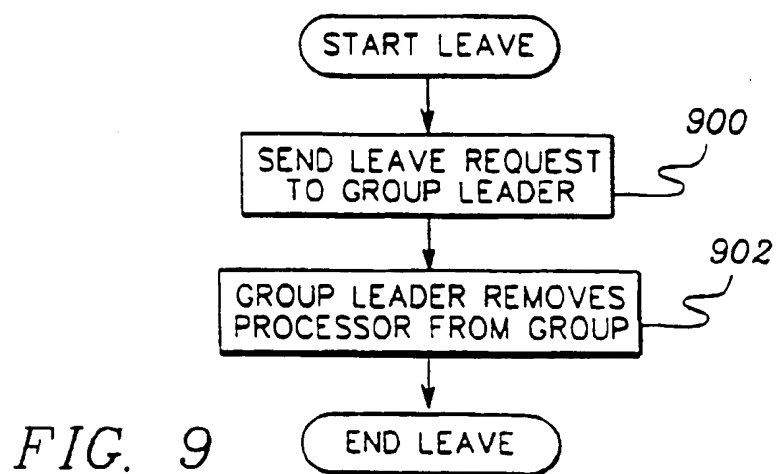 START LEAVE
900
SEND LEAVE REQUEST
TO GROUP LEADER
902
GROUP LEADER REMOVES
PROCESSOR FROM GROUP
END LEAVE
FIG. 9